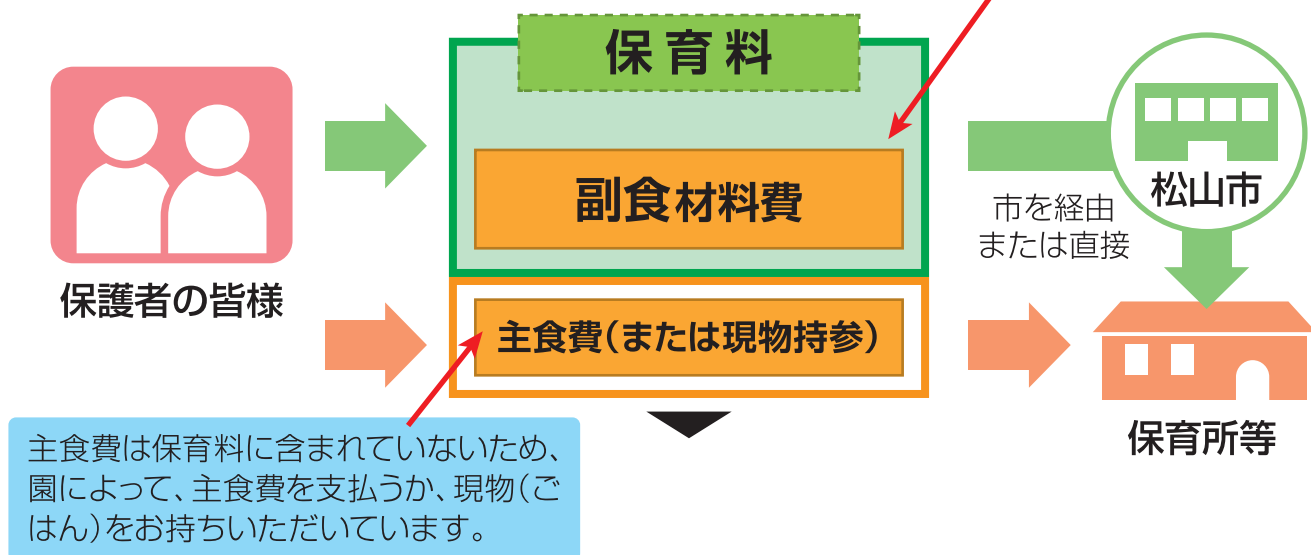 保育料
副食材料費
主食費(または現物持参)
保護者の皆様
市を経由
または直接
松山市
保育所等
主食費は保育料に含まれていないため、
園によって、主食費を支払うか、現物(ご
はん)をお持ちいただいています。